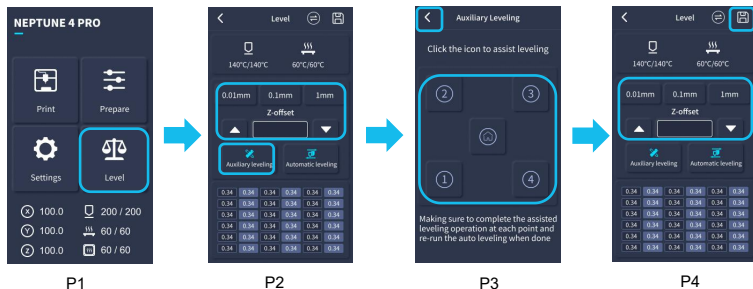 NEPTUNE 4 PRO
Print
Prepare
Settings
Level
X 100.0
200 / 200
Y 100.0
60 / 60
Z 100.0
60 / 60
P1
Level
140°C/140°C
60°C/60°C
0.01mm
0.1mm
1mm
Z-offset
Auxiliary leveling
Automatic leveling
0.34 0.34 0.34 0.34 0.34 0.34
0.34 0.34 0.34 0.34 0.34 0.34
0.34 0.34 0.34 0.34 0.34 0.34
0.34 0.34 0.34 0.34 0.34 0.34
0.34 0.34 0.34 0.34 0.34 0.34
0.34 0.34 0.34 0.34 0.34 0.34
P2
Auxiliary Leveling
Click the icon to assist leveling
2
3
1
4
Making sure to complete the assisted
leveling operation at each point and
re-run the auto leveling when done
P3
Level
140°C/140°C
60°C/60°C
0.01mm
0.1mm
1mm
Z-offset
Auxiliary leveling
Automatic leveling
0.34 0.34 0.34 0.34 0.34 0.34
0.34 0.34 0.34 0.34 0.34 0.34
0.34 0.34 0.34 0.34 0.34 0.34
0.34 0.34 0.34 0.34 0.34 0.34
0.34 0.34 0.34 0.34 0.34 0.34
0.34 0.34 0.34 0.34 0.34 0.34
P4